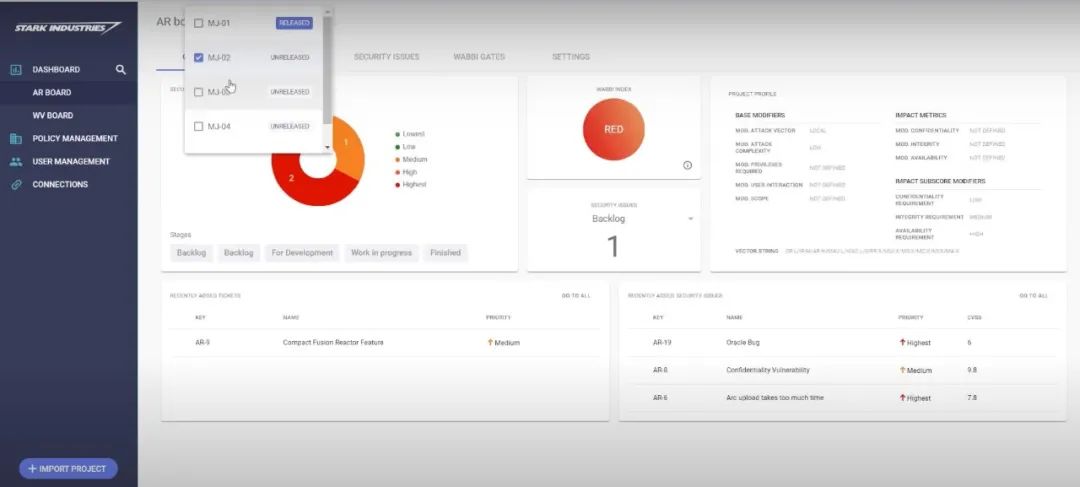 STARK INDUSTRIES
DASHBOARD
AR BOARD
WV BOARD
POLICY MANAGEMENT
USER MANAGEMENT
CONNECTIONS
+ IMPORT PROJECT
AR bo
MJ-01 RELEASED
MJ-02 UNRELEASED
UNRELEASED
MJ-04 UNRELEASED
SECURITY ISSUES WABBI GATES SETTINGS
1
2
Lowest
Low
Medium
High
Highest
Stages
Backlog Backlog For Development Work in progress Finished
WABBI INDEX
RED
SECURITY ISSUES
Backlog
1
PROJECT PROFILE
BASE MODIFIERS
MOD. ATTACK VECTOR LOCAL
MOD. ATTACK COMPLEXITY LOW
MOD. PRIVILEGES REQUIRED NOT DEFINED
MOD. USER INTERACTION NOT DEFINED
MOD. SCOPE NOT DEFINED
IMPACT METRICS
MOD. CONFIDENTIALITY NOT DEFINED
MOD. INTEGRITY NOT DEFINED
MOD. AVAILABILITY NOT DEFINED
IMPACT SUBSCORE MODIFIERS
CONFIDENTIALITY REQUIREMENT LOW
INTEGRITY REQUIREMENT MEDIUM
AVAILABILITY REQUIREMENT HIGH
VECTOR STRING
RECENTLY ADDED TICKETS GO TO ALL
KEY NAME PRIORITY
AR-9 Compact Fusion Reactor Feature Medium
RECENTLY ADDED SECURITY ISSUES GO TO ALL
KEY NAME PRIORITY CVSS
AR-19 Oracle Bug Highest 6
AR-8 Confidentiality Vulnerability Medium 9.8
AR-6 Arc upload takes too much time Highest 7.8